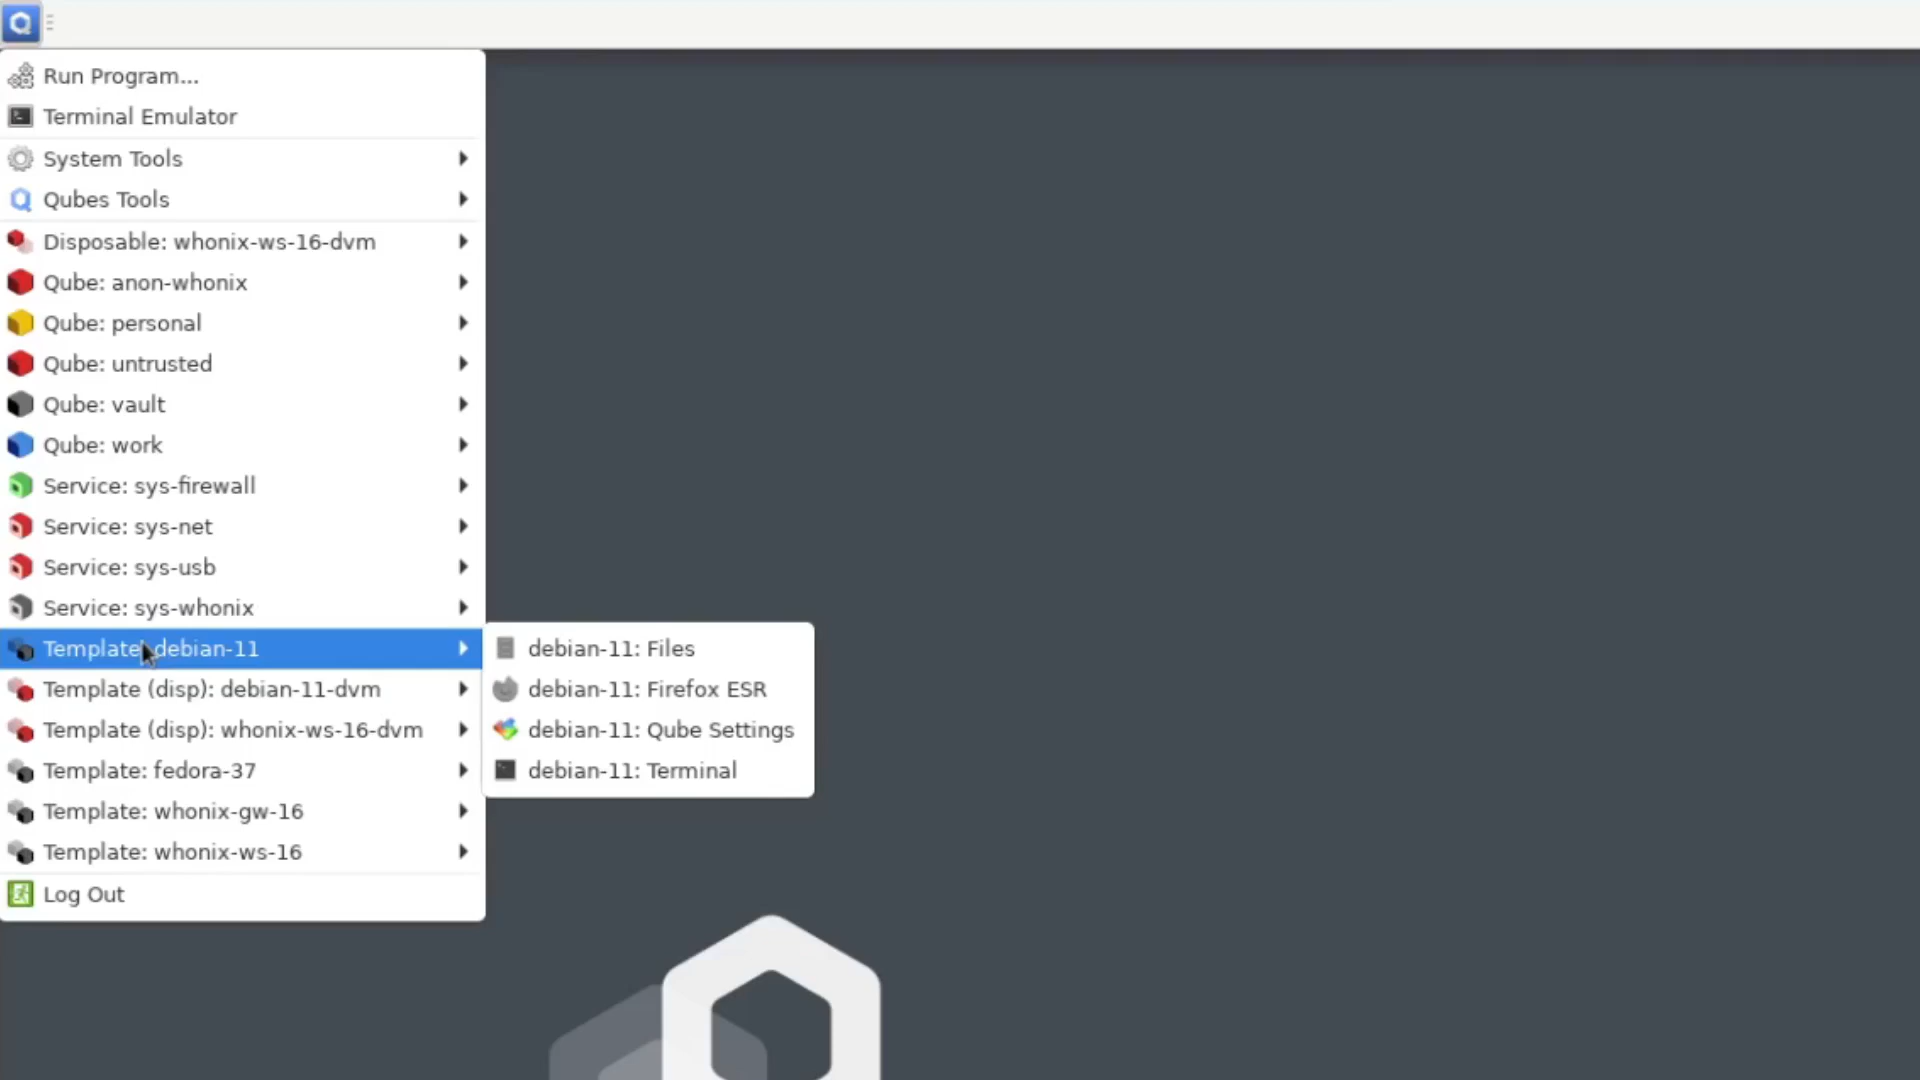 Run Program...
Terminal Emulator
System Tools
Qubes Tools
Disposable: whonix-ws-16-dvm
Qube: anon-whonix
Qube: personal
Qube: untrusted
Qube: vault
Qube: work
Service: sys-firewall
Service: sys-net
Service: sys-usb
Service: sys-whonix
Template: debian-11
Template (disp): debian-11-dvm
Template (disp): whonix-ws-16-dvm
Template: fedora-37
Template: whonix-gw-16
Template: whonix-ws-16
Log Out
debian-11: Files
debian-11: Firefox ESR
debian-11: Qube Settings
debian-11: Terminal